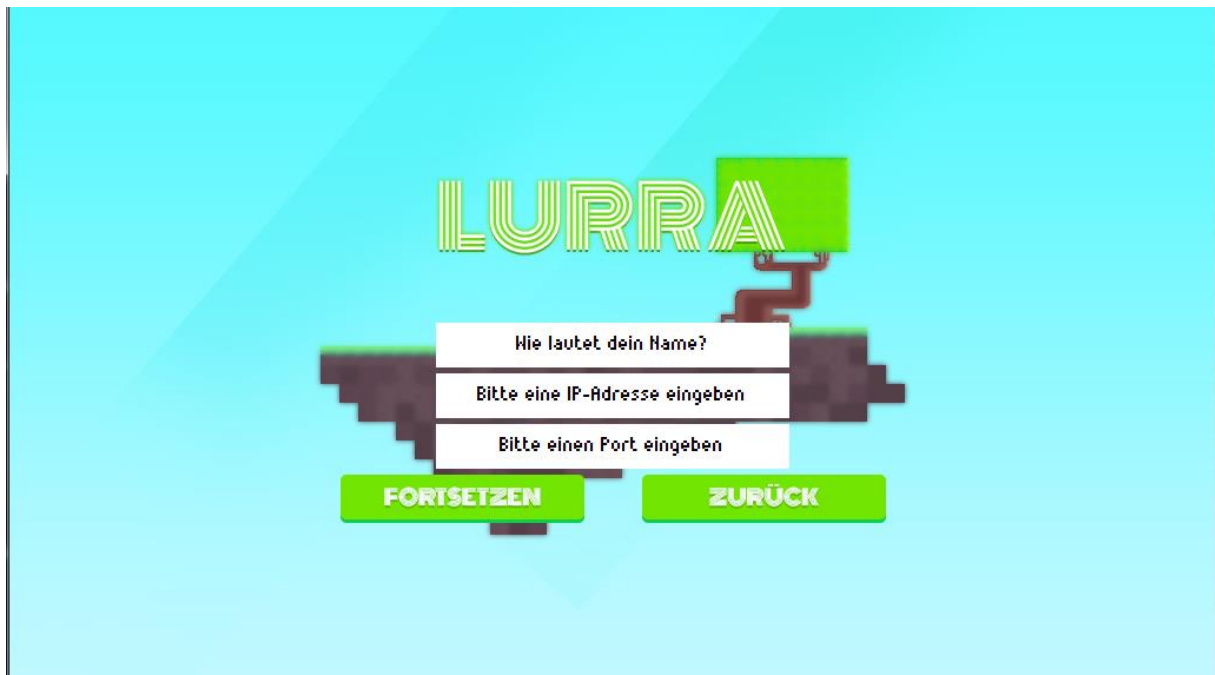 LURRA
Wie lautet dein Name?
Bitte eine IP-Adresse eingeben
Bitte einen Port eingeben
FORTSETZEN
ZURÜCK